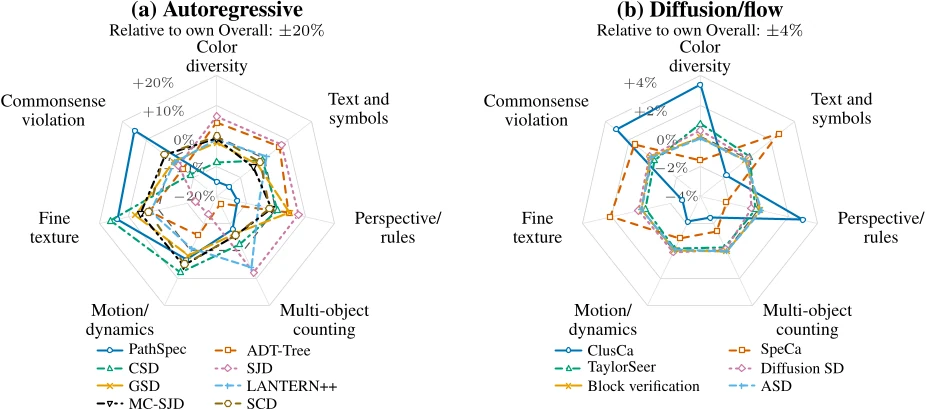 (a) Autoregressive
Relative to own Overall: ±20%
Color
diversity
+20%
+10%
0%
−20%
Text and
symbols
Commonsense
violation
Fine
texture
Perspective/
rules
Motion/
dynamics
Multi-object
counting
PathSpec
ADT-Tree
CSD
SJD
GSD
LANTERN++
MC-SJD
SCD
(b) Diffusion/flow
Relative to own Overall: ±4%
Color
diversity
+4%
+2%
0%
−2%
−4%
Text and
symbols
Commonsense
violation
Fine
texture
Perspective/
rules
Motion/
dynamics
Multi-object
counting
ClusCa
SpeCa
TaylorSeer
Diffusion SD
Block verification
ASD